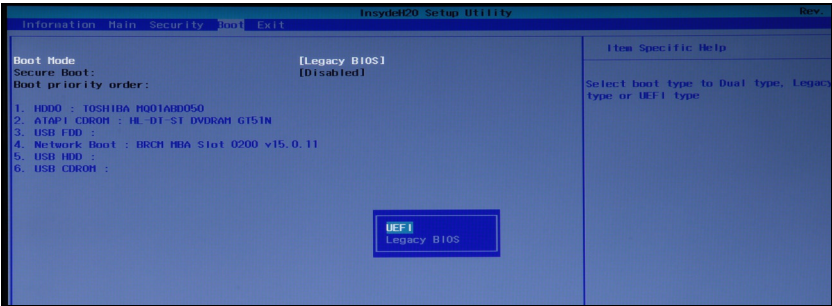 InsydeH20 Setup Utility
Rev.
Information Main Security Boot Exit
Item Specific Help
Boot Mode [Legacy BIOS]
Secure Boot: [Disabled]
Boot priority order:
Select boot type to Dual type, Legacy
type or UEFI type
1. HDD0 : TOSHIBA MQ01ABD050
2. ATAPI CDROM : HL-DT-ST DVDRAM GT51N
3. USB FDD :
4. Network Boot : BRCM MBA Slot 0200 v15.0.11
5. USB HDD :
6. USB CDROM :
UEFI
Legacy BIOS